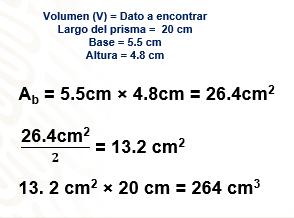 Volumen (V) = Dato a encontrar
Largo del prisma = 20 cm
Base = 5.5 cm
Altura = 4.8 cm
A_b = 5.5cm × 4.8cm = 26.4cm²
26.4cm²/2 = 13.2 cm²
13. 2 cm² × 20 cm = 264 cm³